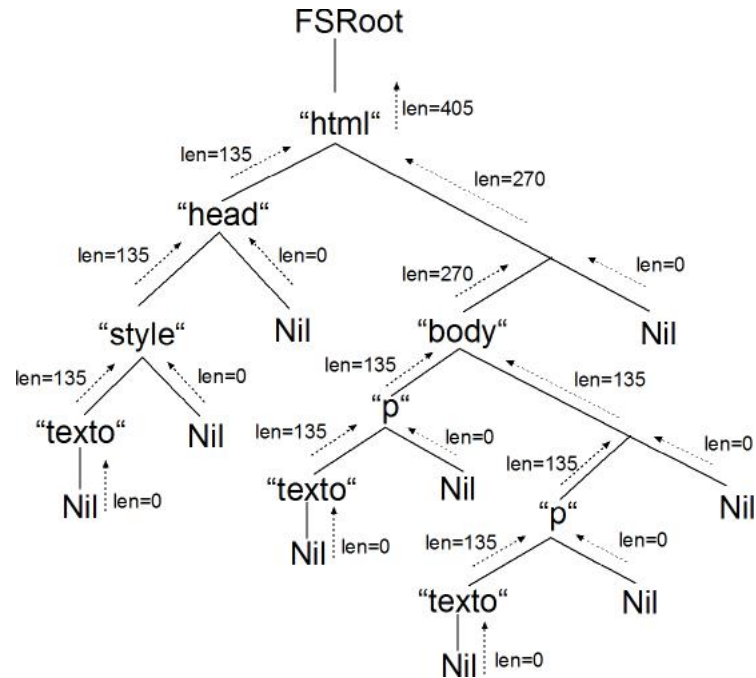 FSRoot
len=405
“html“
len=135
len=270
“head“
len=135
len=0
len=270
len=0
“style“
Nil
“body“
Nil
len=135
len=0
len=135
len=135
“texto“
Nil
“p“
len=135
len=0
len=0
len=135
Nil
len=0
“texto“
Nil
“p“
Nil
Nil
len=0
len=135
len=0
“texto“
Nil
Nil
len=0